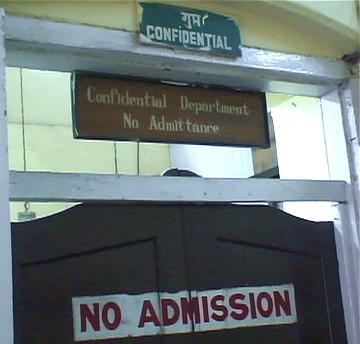 गुप्त
CONFIDENTIAL
Confidential Department
No Admittance
NO ADMISSION